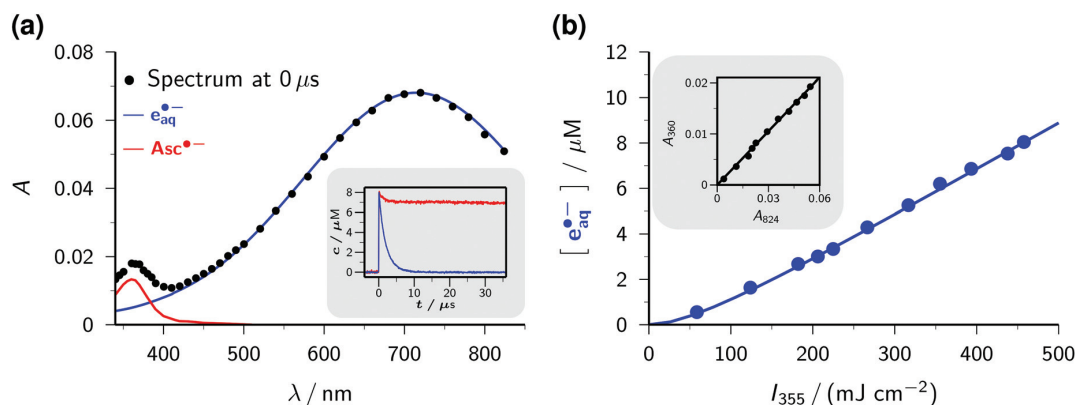 (a)
A
0.08
0.06
0.04
0.02
0
● Spectrum at 0 μs
e•−aq
Asc•−
c / μM
8
6
4
2
0
0 10 20 30
t / μs
400 500 600 700 800
λ / nm
(b)
[e•−aq] / μM
12
10
8
6
4
2
0
A360
0.02
0.01
0
0 0.03 0.06
A824
0 100 200 300 400 500
I355 / (mJ cm−2)